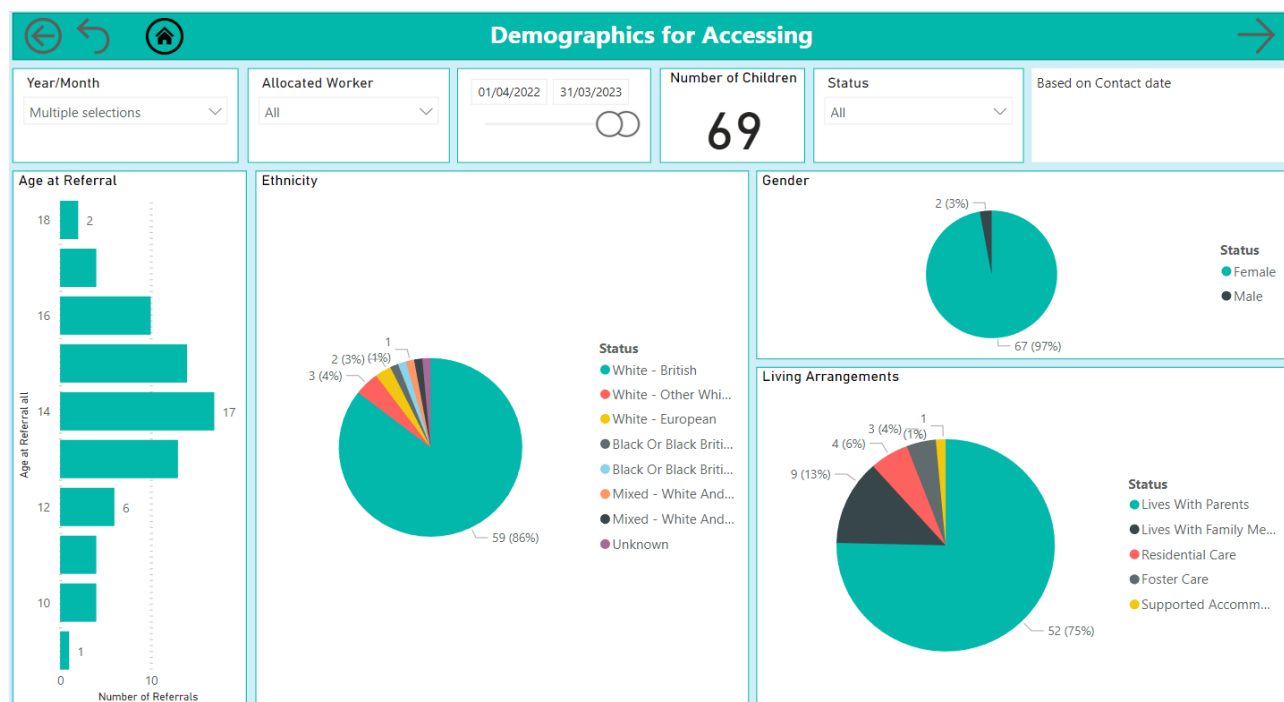 Demographics for Accessing
Year/Month
Multiple selections
Allocated Worker
All
01/04/2022 31/03/2023
Number of Children
69
Status
All
Based on Contact date
Age at Referral
18
2
16
14
17
12
6
10
1
0 10
Age at Referral all
Number of Referrals
Ethnicity
1
2 (3%) (1%)
3 (4%)
59 (86%)
Status
White - British
White - Other Whi...
White - European
Black Or Black Briti...
Black Or Black Briti...
Mixed - White And...
Mixed - White And...
Unknown
Gender
2 (3%)
67 (97%)
Status
Female
Male
Living Arrangements
1
3 (4%) (1%)
4 (6%)
9 (13%)
52 (75%)
Status
Lives With Parents
Lives With Family Me...
Residential Care
Foster Care
Supported Accomm...